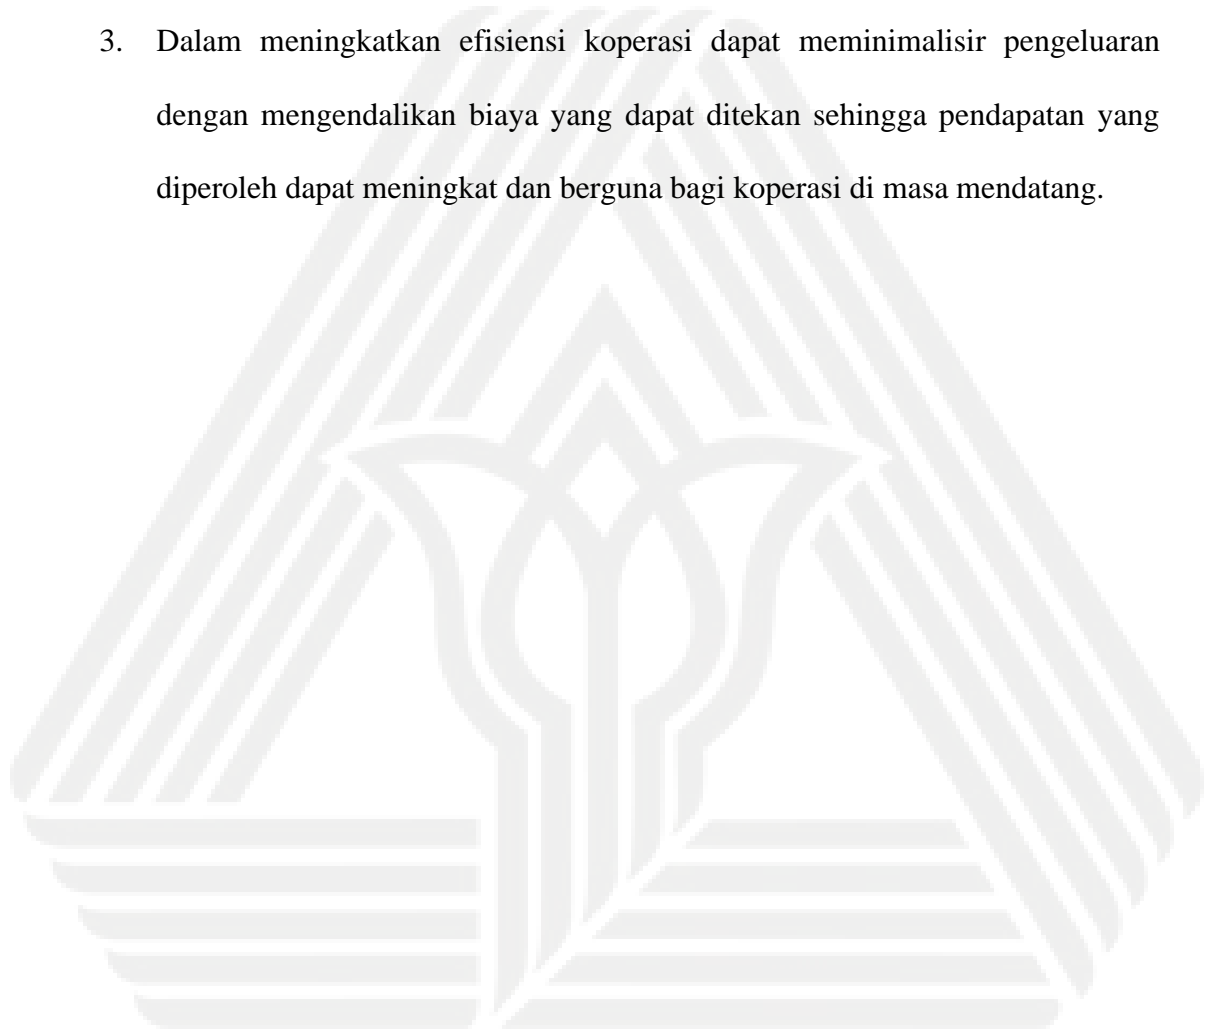 3. Dalam meningkatkan efisiensi koperasi dapat meminimalisir pengeluaran
dengan mengendalikan biaya yang dapat ditekan sehingga pendapatan yang
diperoleh dapat meningkat dan berguna bagi koperasi di masa mendatang.